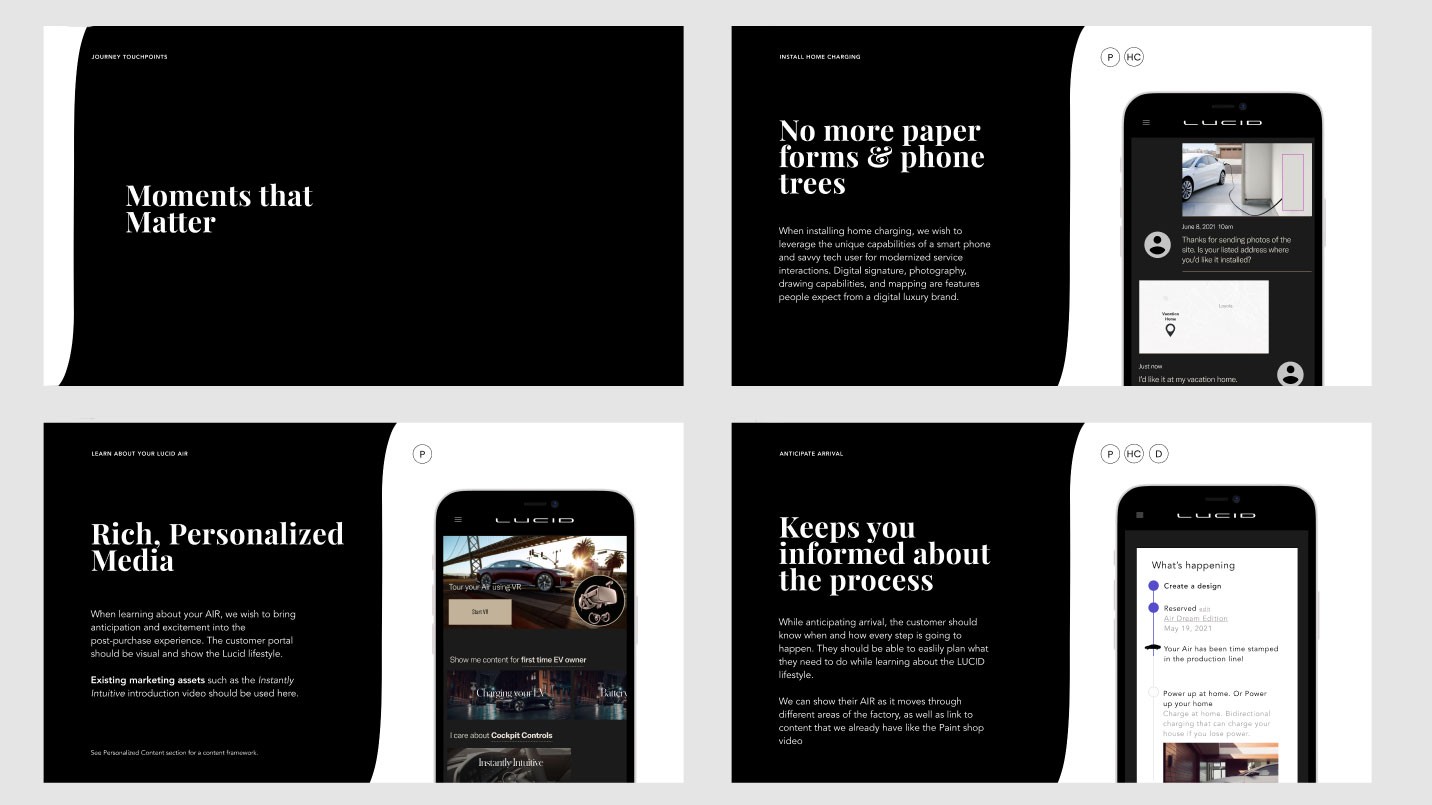 JOURNEY TOUCHPOINTS
Moments that
Matter
INSTALL HOME CHARGING
No more paper
forms & phone
trees
When installing home charging, we wish to
leverage the unique capabilities of a smart phone
and savvy tech user for modernized service
interactions. Digital signature, photography,
drawing capabilities, and mapping are features
people expect from a digital luxury brand.
P HC
LUCID
June 8, 2021 10am
Thanks for sending photos of the
site. Is your listed address where
you'd like it installed?
Vacation
Home
Just now
I'd like it at my vacation home.
LEARN ABOUT YOUR LUCID AIR
Rich, Personalized
Media
When learning about your AIR, we wish to bring
anticipation and excitement into the
post-purchase experience. The customer portal
should be visual and show the Lucid lifestyle.
Existing marketing assets such as the Instantly
Intuitive introduction video should be used here.
See Personalized Content section for a content framework.
P
LUCID
Tour your Air using VR
Start VR
Show me content for first time EV owner
Charging your EV
Battery
I care about Cockpit Controls
Instantly Intuitive
ANTICIPATE ARRIVAL
Keeps you
informed about
the process
While anticipating arrival, the customer should
know when and how every step is going to
happen. They should be able to easlily plan what
they need to do while learning about the LUCID
lifestyle.
We can show their AIR as it moves through
different areas of the factory, as well as link to
content that we already have like the Paint shop
video
P HC D
LUCID
What's happening
Create a design
Reserved edit
Air Dream Edition
May 19, 2021
Your Air has been time stamped
in the production line!
Power up at home. Or Power
up your home
Charge at home. Bidirectional
charging that can charge your
house if you lose power.